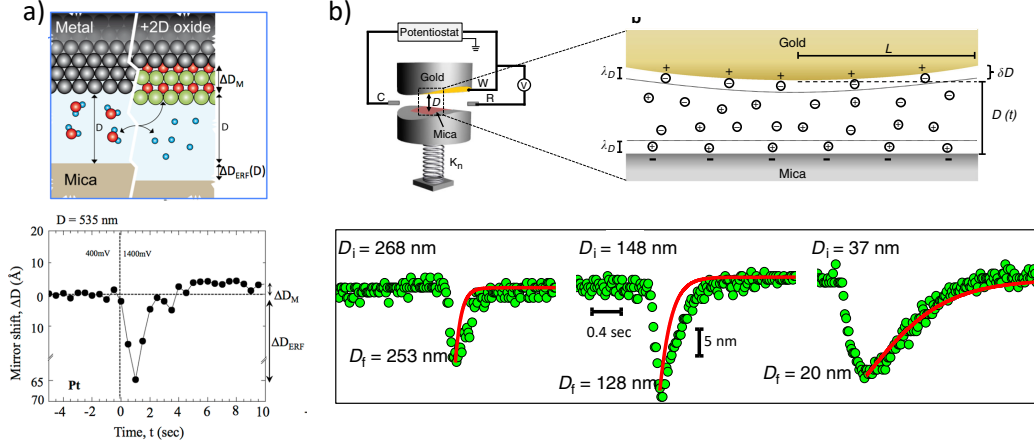 a)
Metal
+2D oxide
ΔD_M
D
D
Mica
ΔD_ERF(D)
D = 535 nm
400mV
1400mV
Mirror shift, ΔD (Å)
20
10
0
10
65
70
Pt
ΔD_M
ΔD_ERF
-4
-2
0
2
4
6
8
10
Time, t (sec)
b)
Potentiostat
Gold
W
V
C
D
R
Mica
K_n
Gold
L
λ_D
δD
D (t)
λ_D
Mica
D_i = 268 nm
D_i = 148 nm
D_i = 37 nm
0.4 sec
5 nm
D_f = 253 nm
D_f = 128 nm
D_f = 20 nm